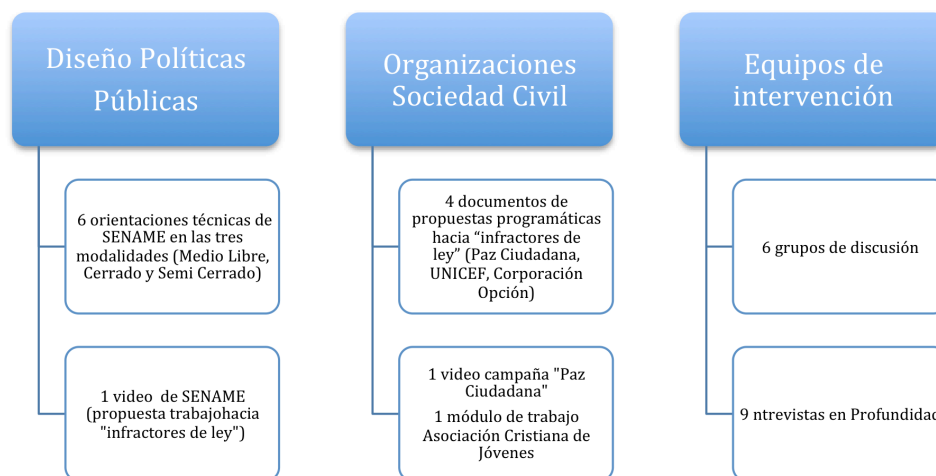 Diseño Políticas
Públicas
6 orientaciones técnicas de
SENAME en las tres
modalidades (Medio Libre,
Cerrado y Semi Cerrado)
1 video de SENAME
(propuesta trabajohacia
"infractores de ley")
Organizaciones
Sociedad Civil
4 documentos de
propuestas programáticas
hacia “infractores de
ley” (Paz Ciudadana,
UNICEF, Corporación
Opción)
1 video campaña "Paz
Ciudadana"
1 módulo de trabajo
Asociación Cristiana de
Jóvenes
Equipos de
intervención
6 grupos de discusión
9 ntrevistas en Profundidad